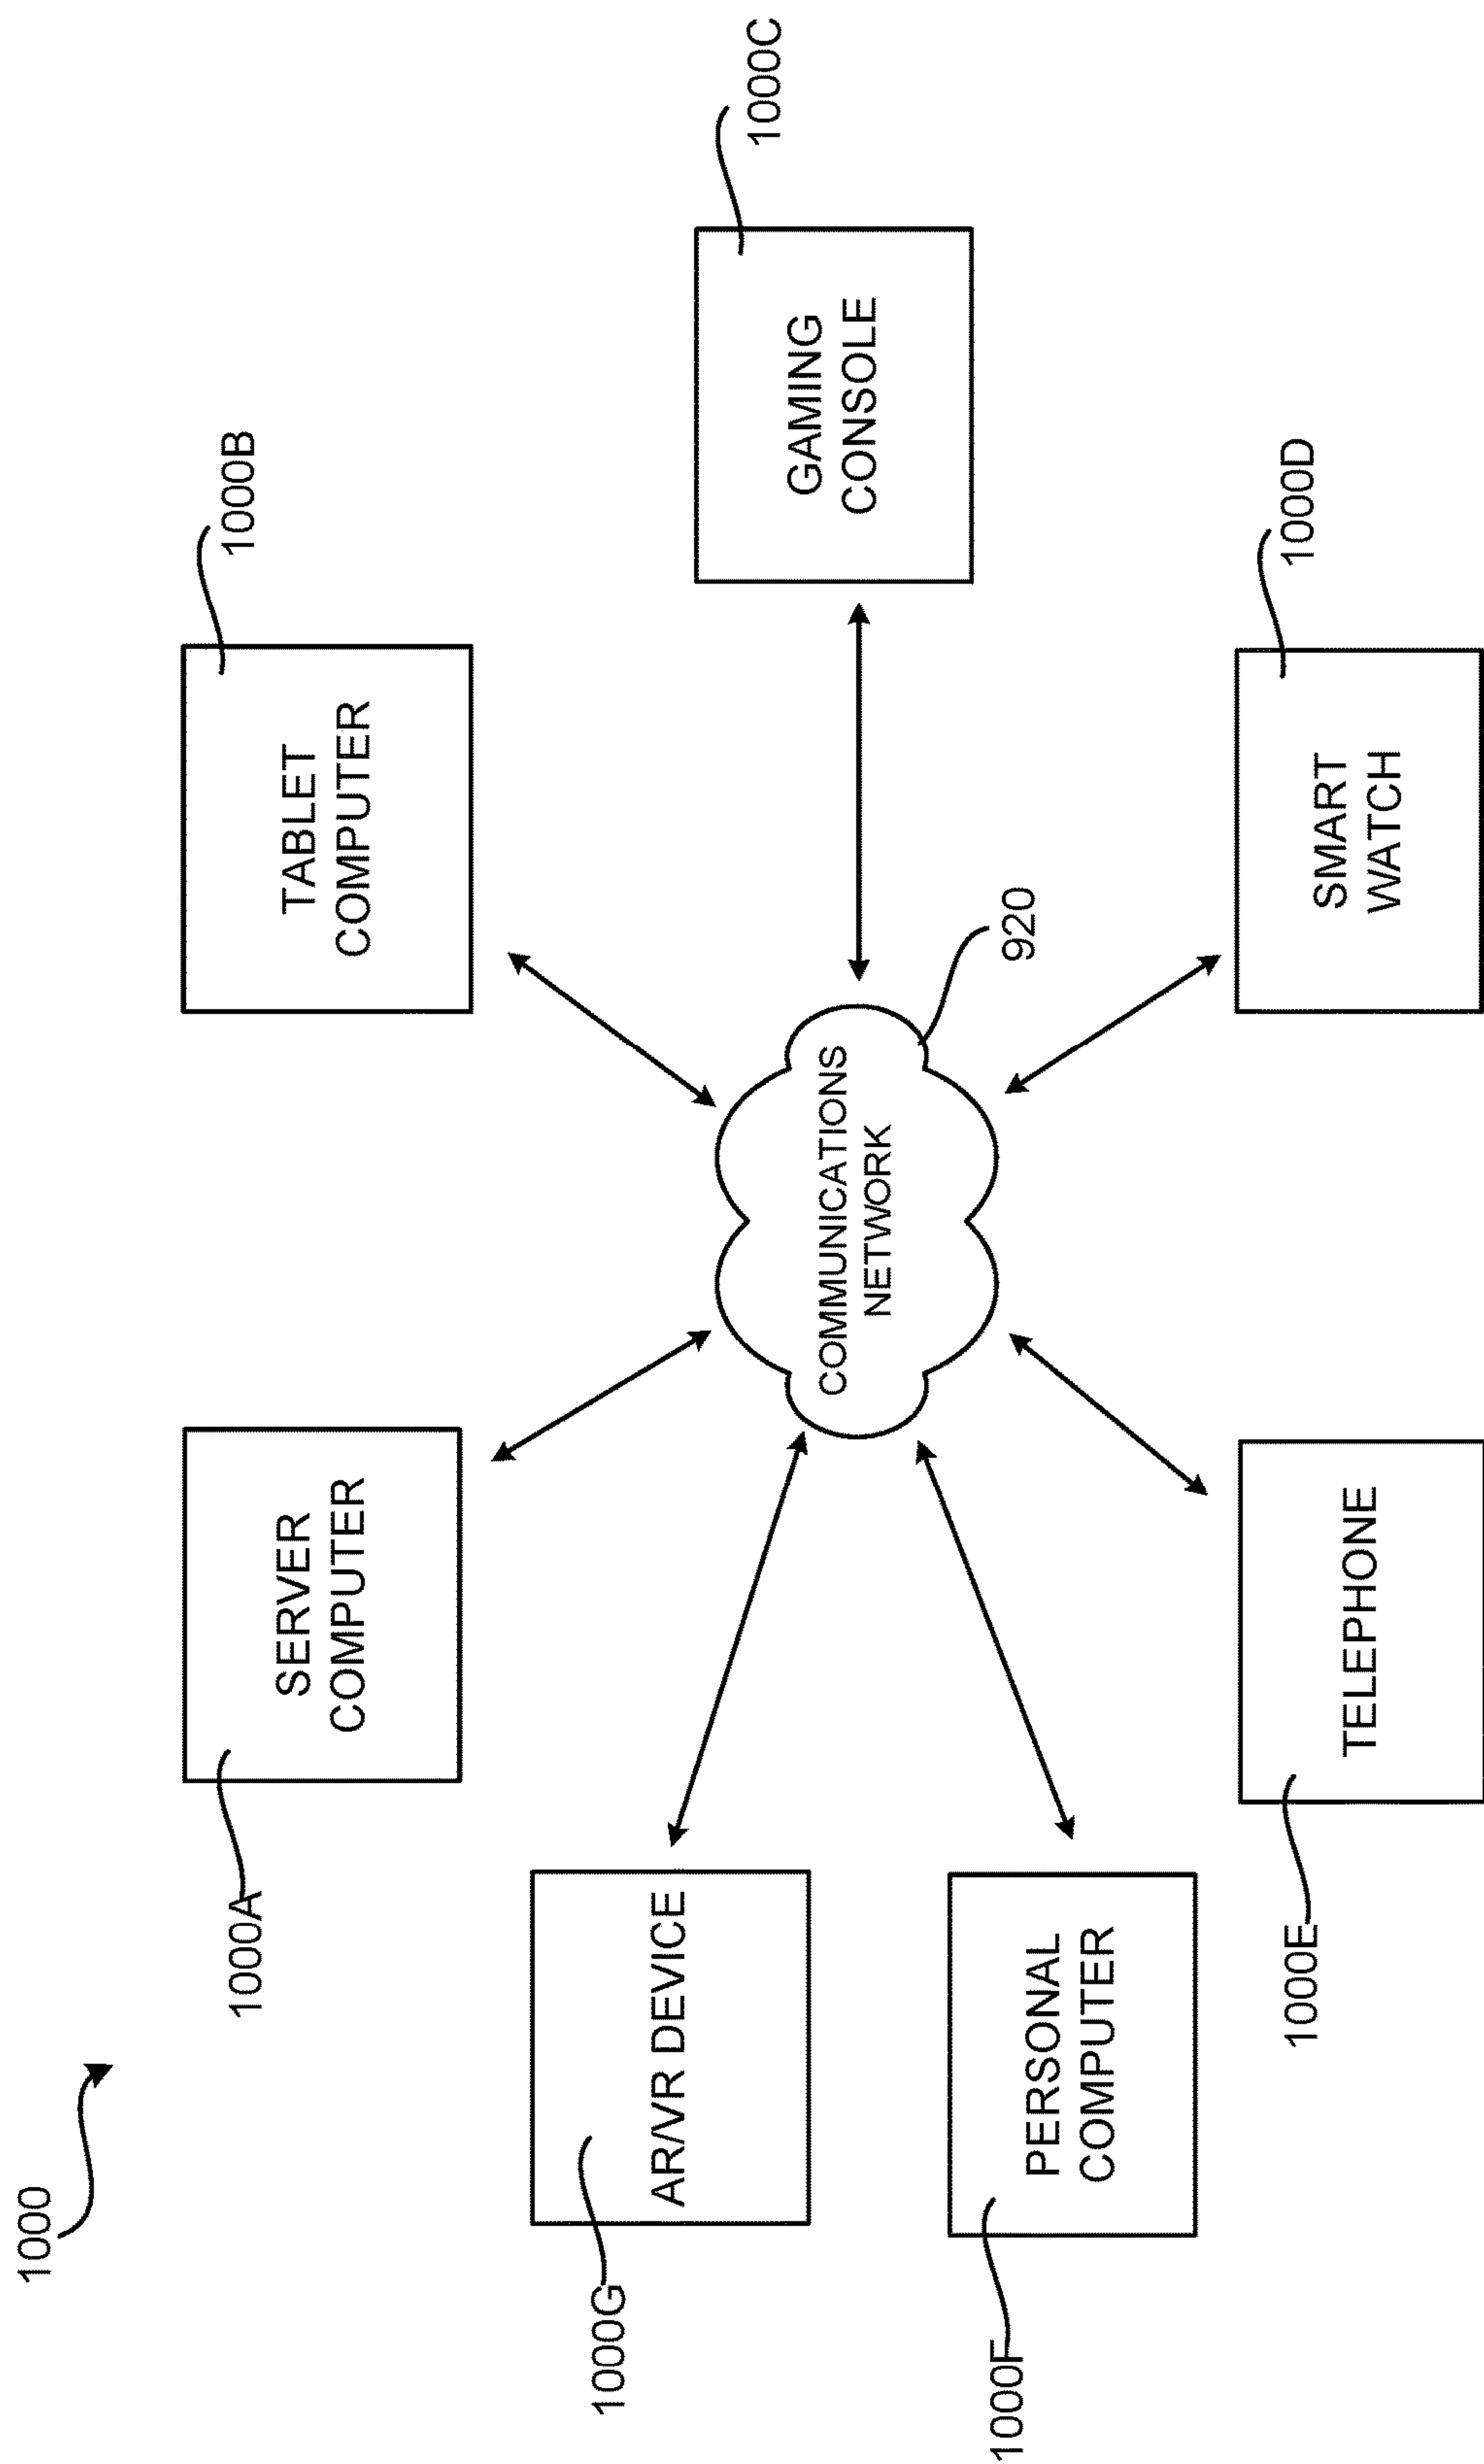 1000
1000A
SERVER
COMPUTER
1000B
TABLET
COMPUTER
1000G
AR/VR DEVICE
COMMUNICATIONS
NETWORK
920
1000C
GAMING
CONSOLE
1000F
PERSONAL
COMPUTER
1000E
TELEPHONE
1000D
SMART
WATCH